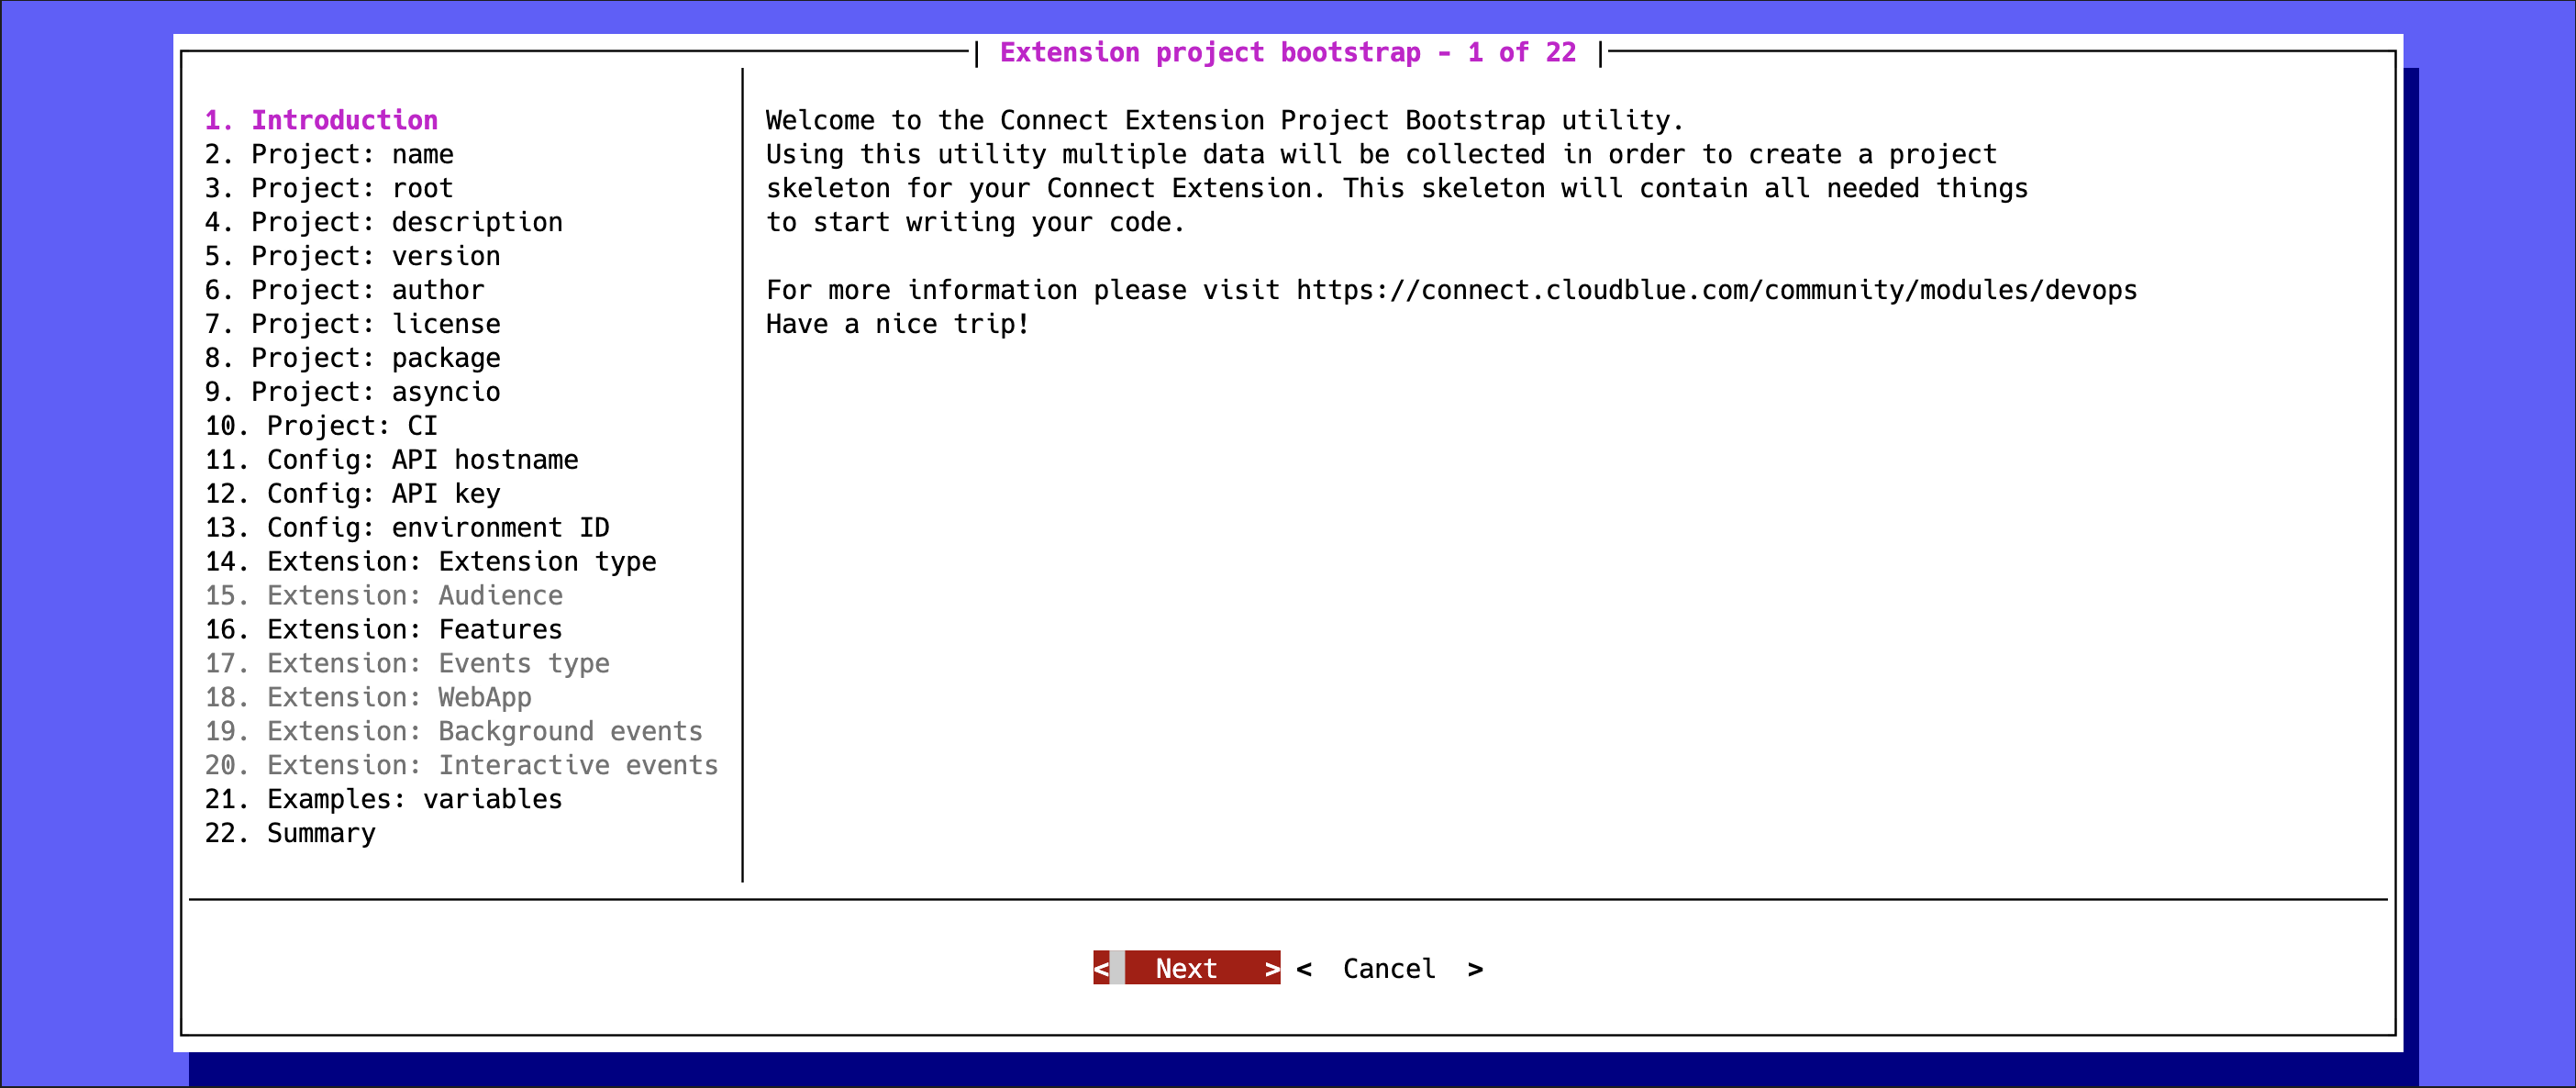 Extension project bootstrap - 1 of 22
1. Introduction
2. Project: name
3. Project: root
4. Project: description
5. Project: version
6. Project: author
7. Project: license
8. Project: package
9. Project: asyncio
10. Project: CI
11. Config: API hostname
12. Config: API key
13. Config: environment ID
14. Extension: Extension type
15. Extension: Audience
16. Extension: Features
17. Extension: Events type
18. Extension: WebApp
19. Extension: Background events
20. Extension: Interactive events
21. Examples: variables
22. Summary
Welcome to the Connect Extension Project Bootstrap utility.
Using this utility multiple data will be collected in order to create a project
skeleton for your Connect Extension. This skeleton will contain all needed things
to start writing your code.
For more information please visit https://connect.cloudblue.com/community/modules/devops
Have a nice trip!
< Next > < Cancel >